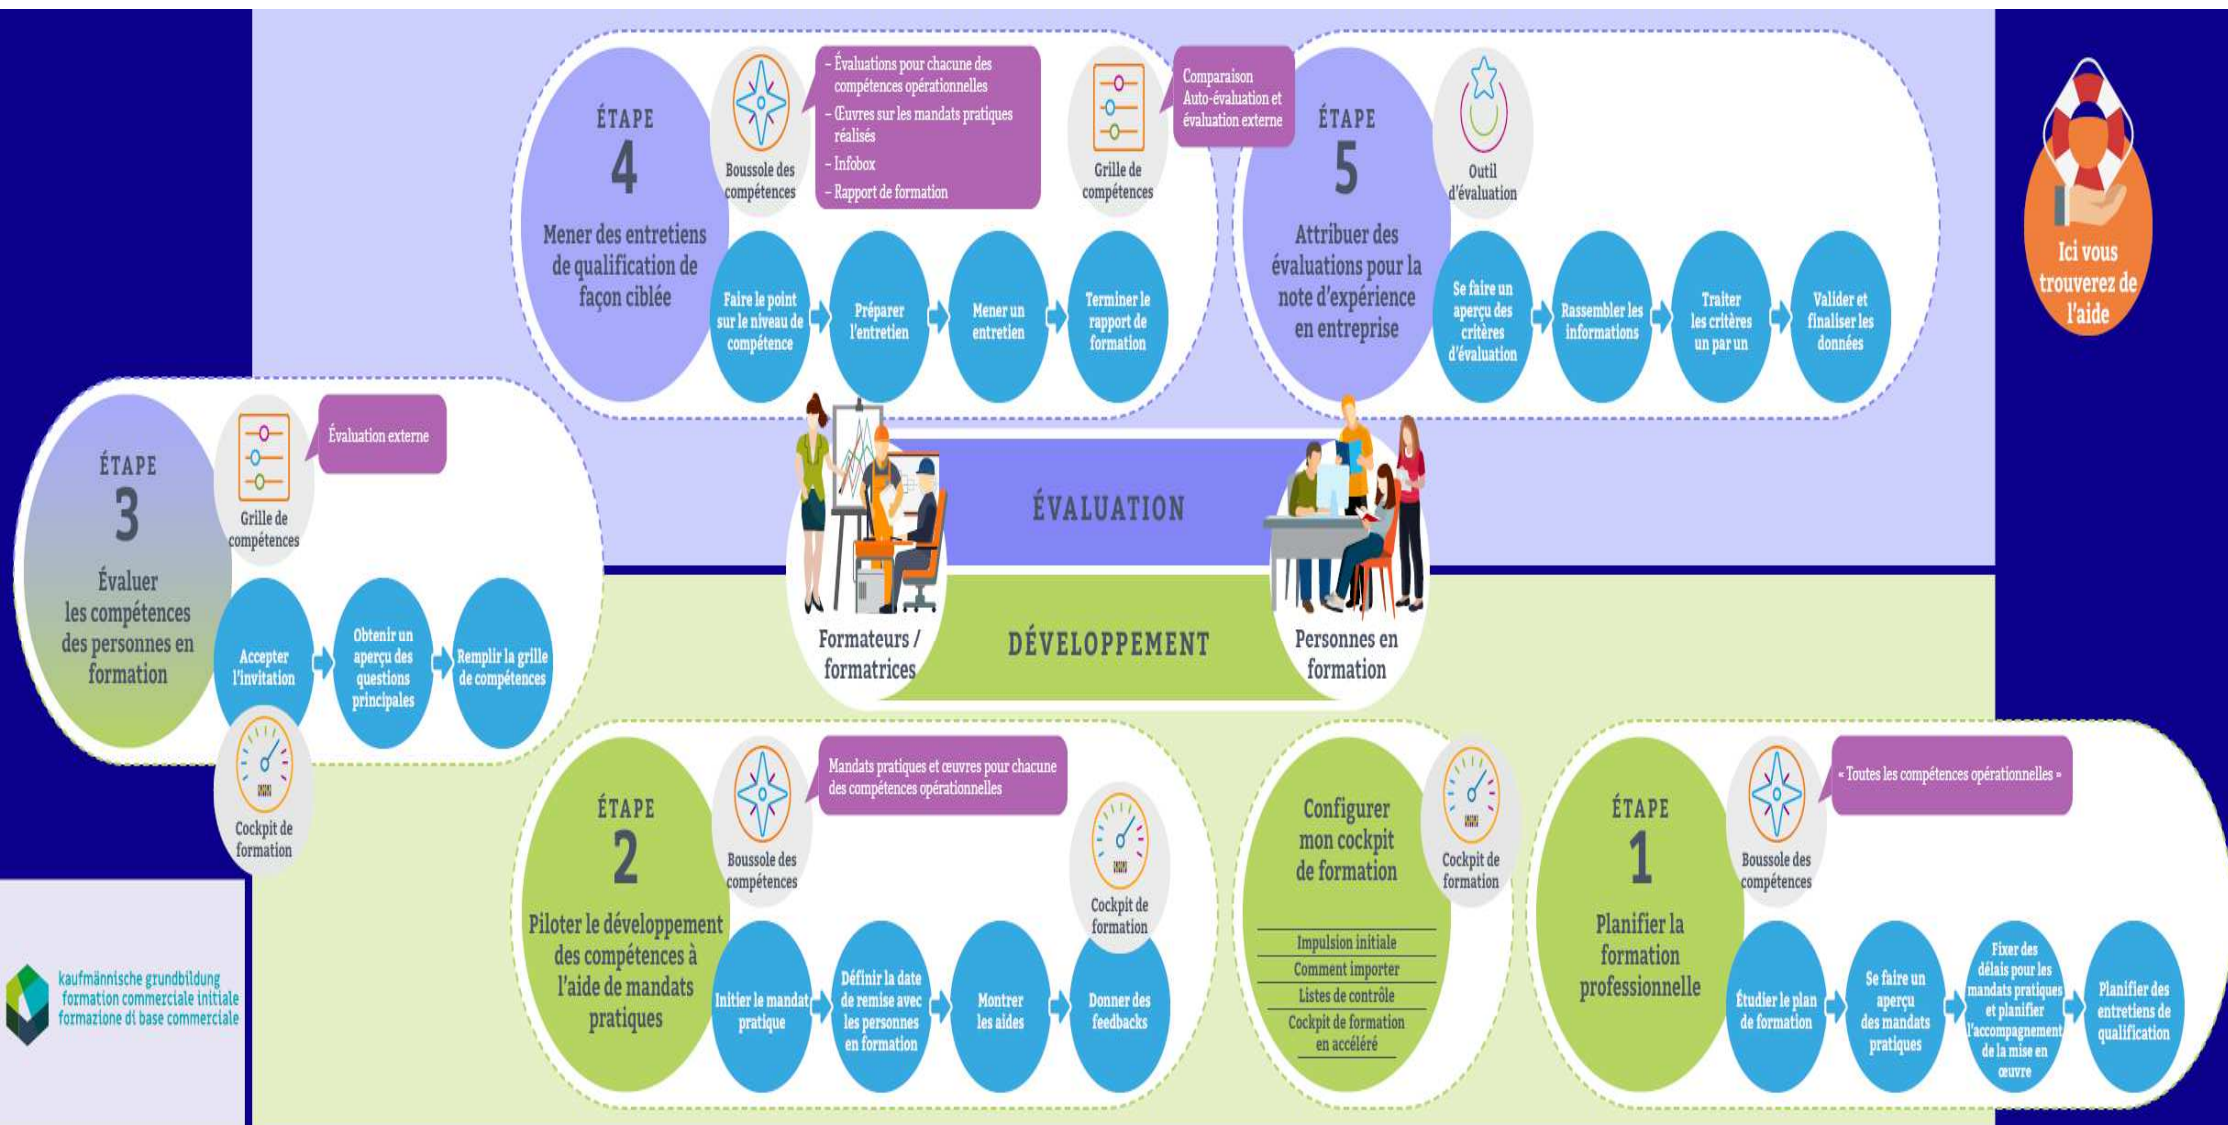 ÉTAPE
4
Mener des entretiens
de qualification de
façon ciblée
Boussole des
compétences
– Évaluations pour chacune des
compétences opérationnelles
– Œuvres sur les mandats pratiques
réalisés
– Infobox
– Rapport de formation
Grille de
compétences
Comparaison
Auto-évaluation et
évaluation externe
Faire le point
sur le niveau de
compétence
Préparer
l'entretien
Mener un
entretien
Terminer le
rapport de
formation
ÉTAPE
5
Attribuer des
évaluations pour la
note d'expérience
en entreprise
Outil
d'évaluation
Se faire un
aperçu des
critères
d'évaluation
Rassembler les
informations
Traiter
les critères
un par un
Valider et
finaliser les
données
Ici vous
trouverez de
l'aide
ÉTAPE
3
Évaluer
les compétences
des personnes en
formation
Grille de
compétences
Évaluation externe
Accepter
l'invitation
Obtenir un
aperçu des
questions
principales
Remplir la grille
de compétences
Cockpit de
formation
ÉVALUATION
DÉVELOPPEMENT
Formateurs /
formatrices
Personnes en
formation
ÉTAPE
2
Piloter le développement
des compétences à
l'aide de mandats
pratiques
Boussole des
compétences
Mandats pratiques et œuvres pour chacune
des compétences opérationnelles
Cockpit de
formation
Initier le mandat
pratique
Définir la date
de remise avec
les personnes
en formation
Montrer
les aides
Donner des
feedbacks
Configurer
mon cockpit
de formation
Impulsion initiale
Comment importer
Listes de contrôle
Cockpit de formation
en accéléré
Cockpit de
formation
ÉTAPE
1
Planifier la
formation
professionnelle
Boussole des
compétences
« Toutes les compétences opérationnelles »
Étudier le plan
de formation
Se faire un
aperçu
des mandats
pratiques
Fixer des
délais pour les
mandats pratiques
et planifier
l'accompagnement
de la mise en
œuvre
Planifier des
entretiens de
qualification
kaufmännische grundbildung
formation commerciale initiale
formazione di base commerciale